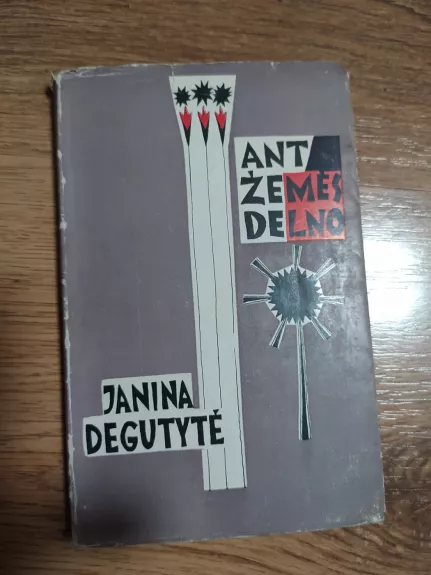 ANT
ŽEMĖS
DELNO
JANINA
DEGUTYTĖ